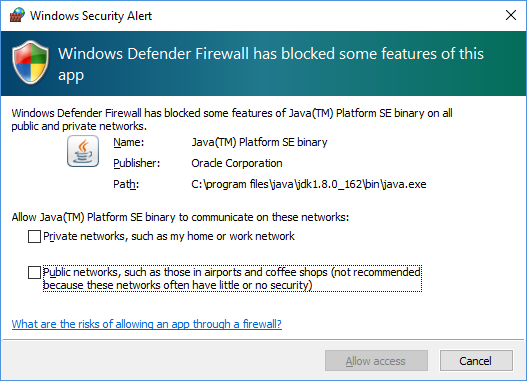 Windows Security Alert
Windows Defender Firewall has blocked some features of this
app
Windows Defender Firewall has blocked some features of Java(TM) Platform SE binary on all
public and private networks.
Name: Java(TM) Platform SE binary
Publisher: Oracle Corporation
Path: C:\program files\java\jdk1.8.0_162\bin\java.exe
Allow Java(TM) Platform SE binary to communicate on these networks:
Private networks, such as my home or work network
Public networks, such as those in airports and coffee shops (not recommended
because these networks often have little or no security)
What are the risks of allowing an app through a firewall?
Allow access Cancel